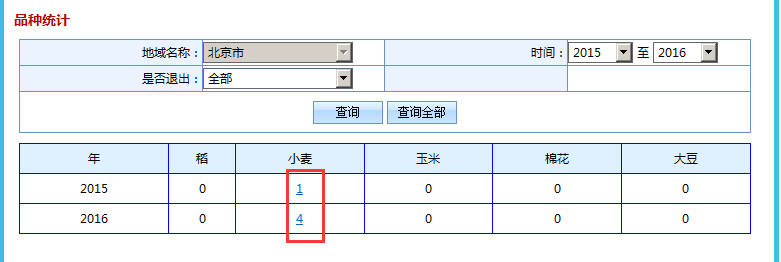 品种统计
地域名称： 北京市 时间： 2015 至 2016
是否退出： 全部
查询 查询全部
年 稻 小麦 玉米 棉花 大豆
2015 0 1 0 0 0
2016 0 4 0 0 0